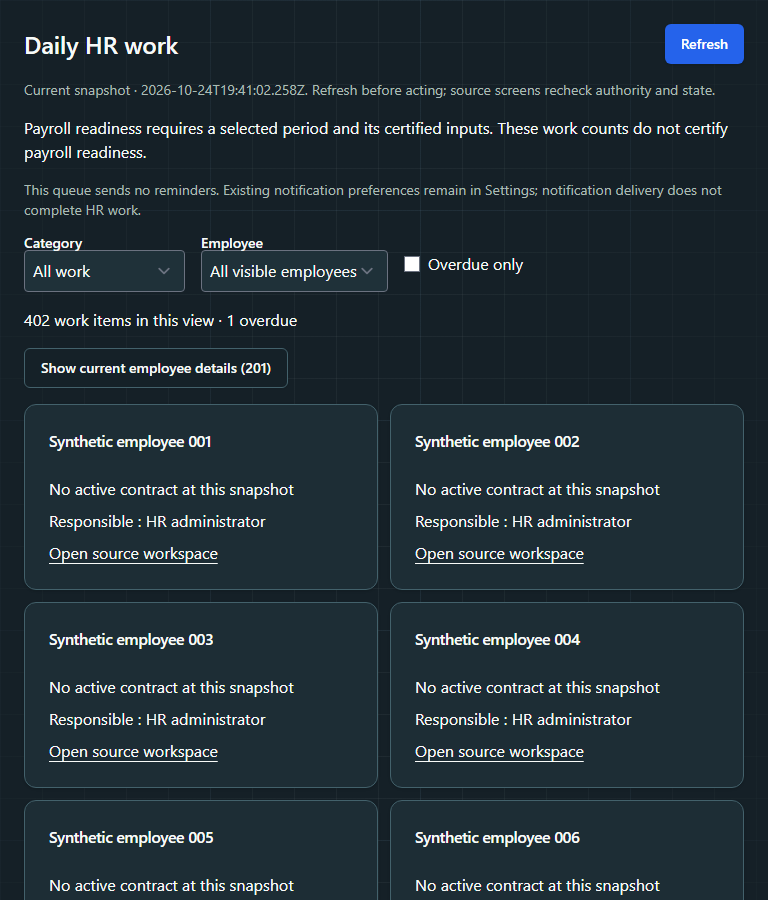 Daily HR work
Refresh
Current snapshot · 2026-10-24T19:41:02.258Z. Refresh before acting; source screens recheck authority and state.
Payroll readiness requires a selected period and its certified inputs. These work counts do not certify
payroll readiness.
This queue sends no reminders. Existing notification preferences remain in Settings; notification delivery does not
complete HR work.
Category
Employee
All work
All visible employees
Overdue only
402 work items in this view · 1 overdue
Show current employee details (201)
Synthetic employee 001
No active contract at this snapshot
Responsible : HR administrator
Open source workspace
Synthetic employee 002
No active contract at this snapshot
Responsible : HR administrator
Open source workspace
Synthetic employee 003
No active contract at this snapshot
Responsible : HR administrator
Open source workspace
Synthetic employee 004
No active contract at this snapshot
Responsible : HR administrator
Open source workspace
Synthetic employee 005
No active contract at this snapshot
Synthetic employee 006
No active contract at this snapshot